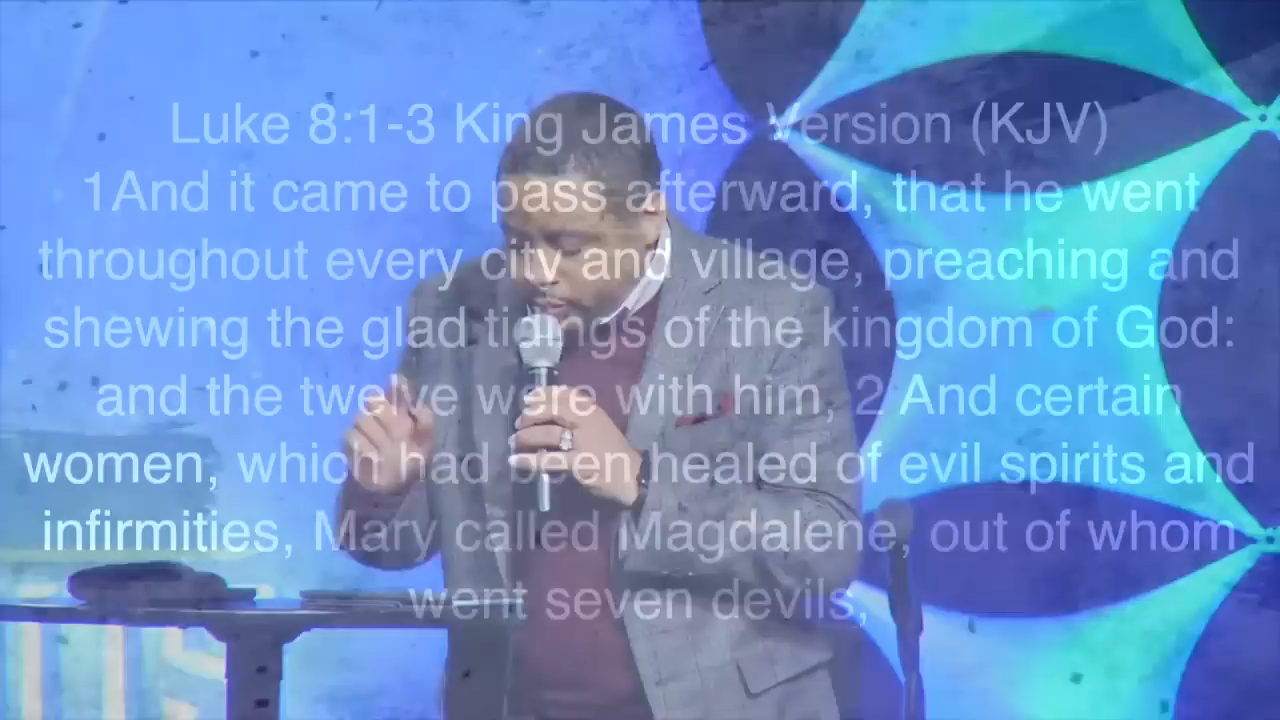 Luke 8:1-3 King James Version (KJV)
1And it came to pass afterward, that he went
throughout every city and village, preaching and
shewing the glad tidings of the kingdom of God:
and the twelve were with him, 2 And certain
women, which had been healed of evil spirits and
infirmities, Mary called Magdalene, out of whom
went seven devils,